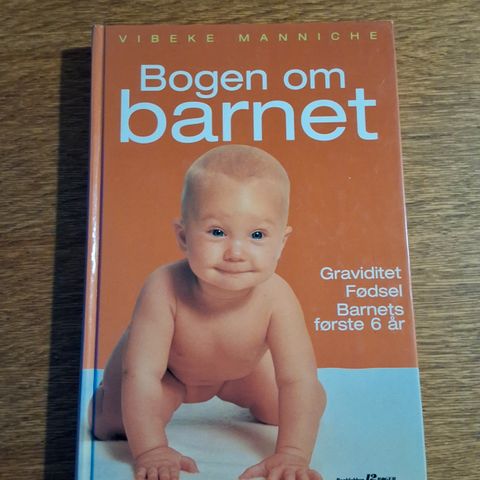 VIBEKE MANNICHE
Bogen om
barnet
Graviditet
Fødsel
Barnets
første 6 år